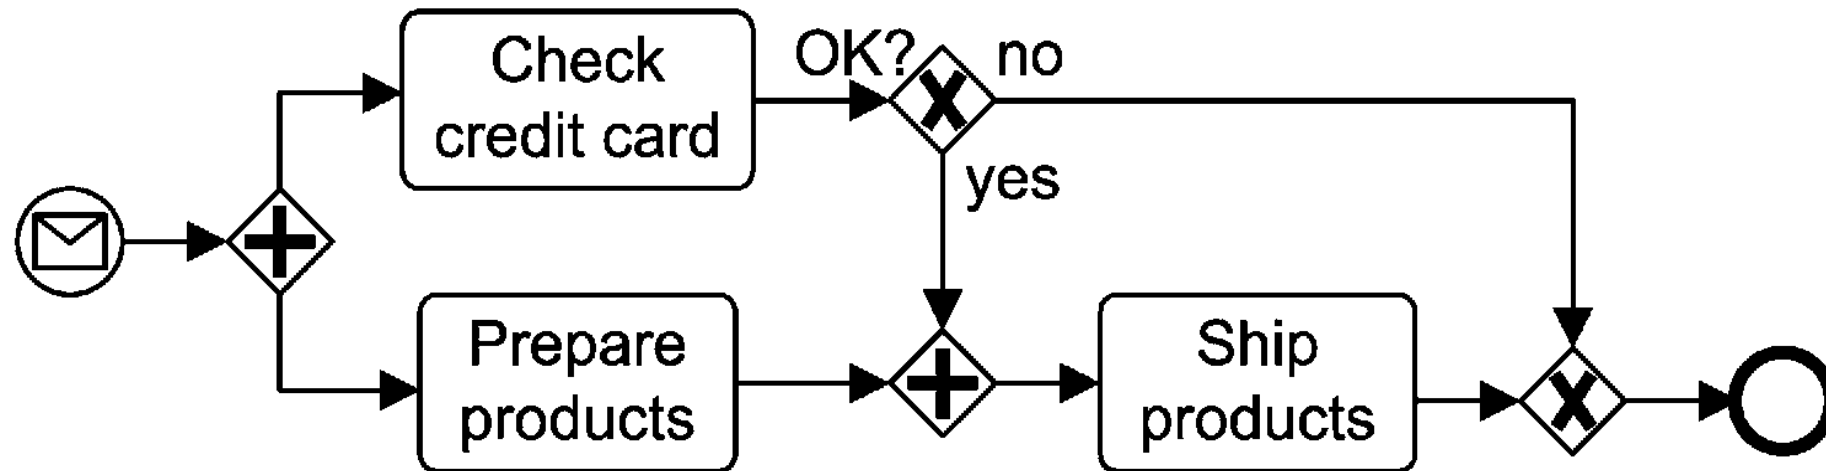 Check
credit card
OK?
no
yes
Prepare
products
Ship
products